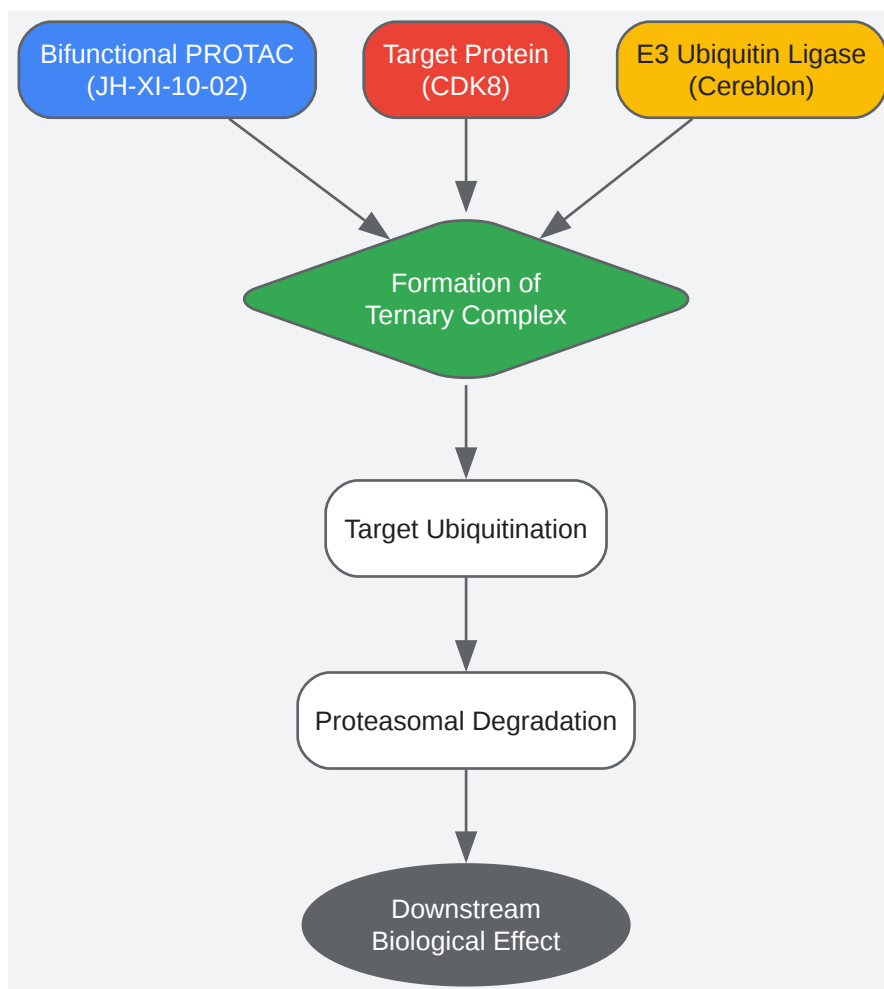 Bifunctional PROTAC
(JH-XI-10-02)
Target Protein
(CDK8)
E3 Ubiquitin Ligase
(Cereblon)
Formation of
Ternary Complex
Target Ubiquitination
Proteasomal Degradation
Downstream
Biological Effect